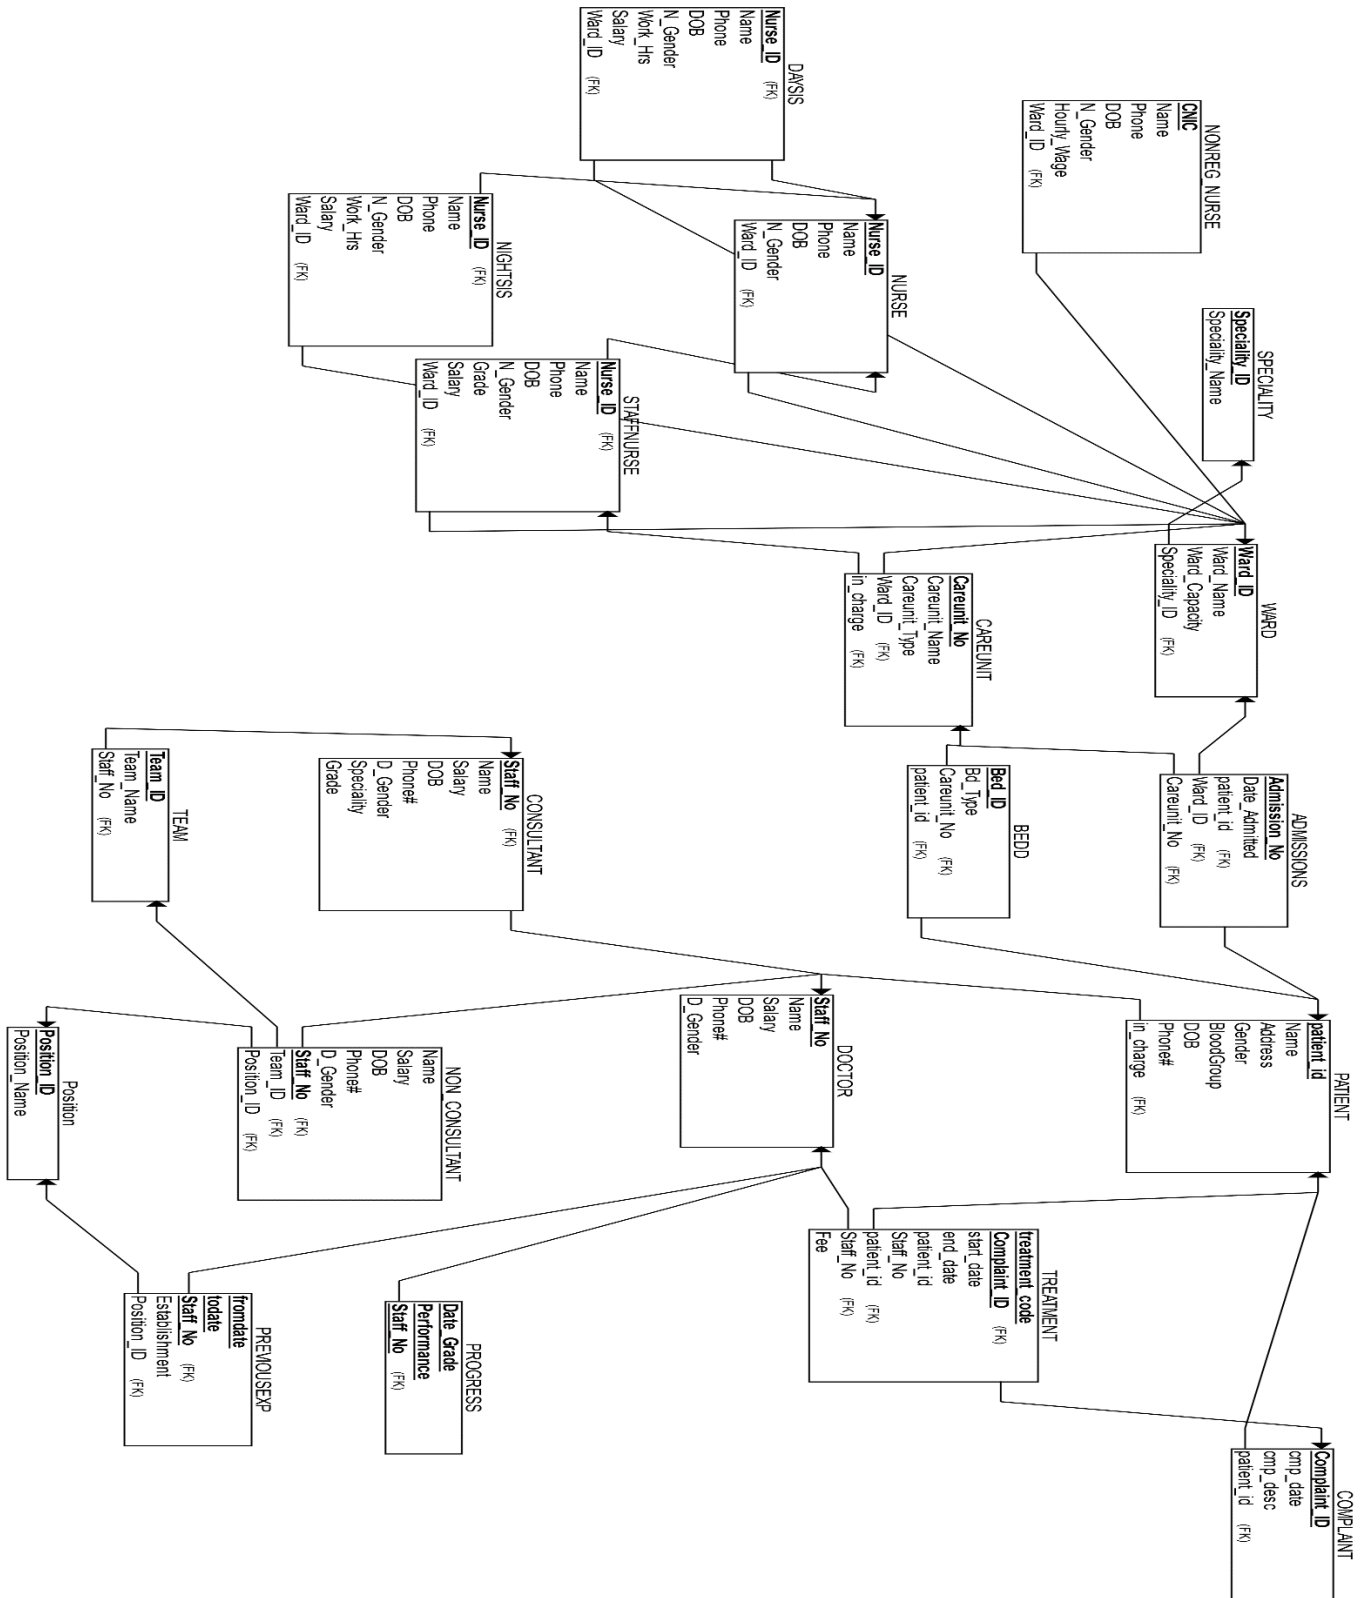 DAYSIS
Nurse_ID (FK)
Name
Phone
DOB
N_Gender
Work_Hrs
Salary
Ward_ID (FK)
NONREG_NURSE
CNIC
Name
Phone
DOB
N_Gender
Hourly_Wage
Ward_ID (FK)
NIGHTSIS
Nurse_ID (FK)
Name
Phone
DOB
N_Gender
Work_Hrs
Salary
Ward_ID (FK)
NURSE
Nurse_ID
Name
Phone
DOB
N_Gender
Ward_ID (FK)
SPECIALITY
Speciality_ID
Speciality_Name
STAFFNURSE
Nurse_ID (FK)
Name
Phone
DOB
N_Gender
Grade
Salary
Ward_ID (FK)
WARD
Ward_ID
Ward_Name
Ward_Capacity
Speciality_ID (FK)
CAREUNIT
Careunit_No
Careunit_Name
Careunit_Type
Ward_ID (FK)
in_charge (FK)
ADMISSIONS
Admission_No
Date_Admitted
patient_id (FK)
Ward_ID (FK)
Careunit_No (FK)
BEDD
Bed_ID
Bd_Type
Careunit_No (FK)
patient_id (FK)
CONSULTANT
Staff_No (FK)
Name
Salary
DOB
Phone#
D_Gender
Speciality
Grade
TEAM
Team_ID
Team_Name
Staff_No (FK)
PATIENT
patient_id
Name
Address
Gender
BloodGroup
DOB
Phone#
in_charge (FK)
DOCTOR
Staff_No
Name
Salary
DOB
Phone#
D_Gender
NON_CONSULTANT
Name
Salary
DOB
Phone#
D_Gender
Staff_No (FK)
Team_ID (FK)
Position_ID (FK)
Position
Position_ID
Position_Name
TREATMENT
treatment_code
Complaint_ID (FK)
start_date
end_date
patient_id
Staff_No
patient_id (FK)
Staff_No (FK)
Fee
PROGRESS
Date_Grade
Performance
Staff_No (FK)
PREVIOUSEXP
fromdate
todate
Staff_No (FK)
Establishment
Position_ID (FK)
COMPLAINT
Complaint_ID
cmp_date
cmp_desc
patient_id (FK)